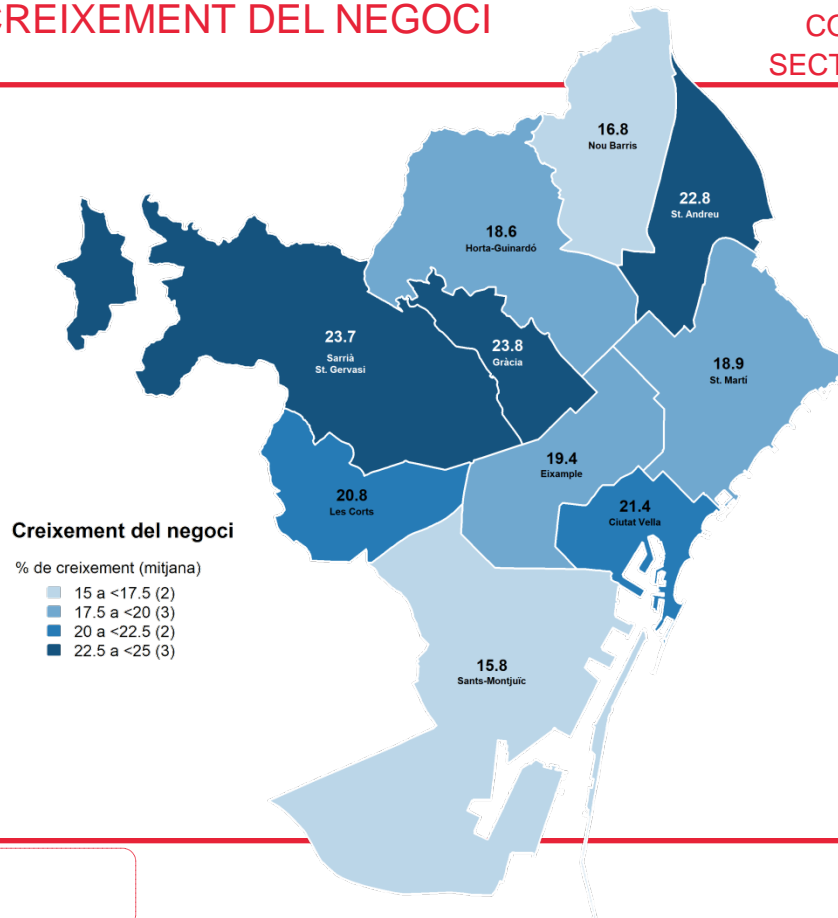 CREIXEMENT DEL NEGOCI
CO
SECT
16.8
Nou Barris
22.8
St. Andreu
18.6
Horta-Guinardó
23.7
Sarrià
St. Gervasi
23.8
Gràcia
18.9
St. Martí
19.4
Eixample
20.8
Les Corts
21.4
Ciutat Vella
15.8
Sants-Montjuïc
Creixement del negoci
% de creixement (mitjana)
15 a <17.5 (2)
17.5 a <20 (3)
20 a <22.5 (2)
22.5 a <25 (3)